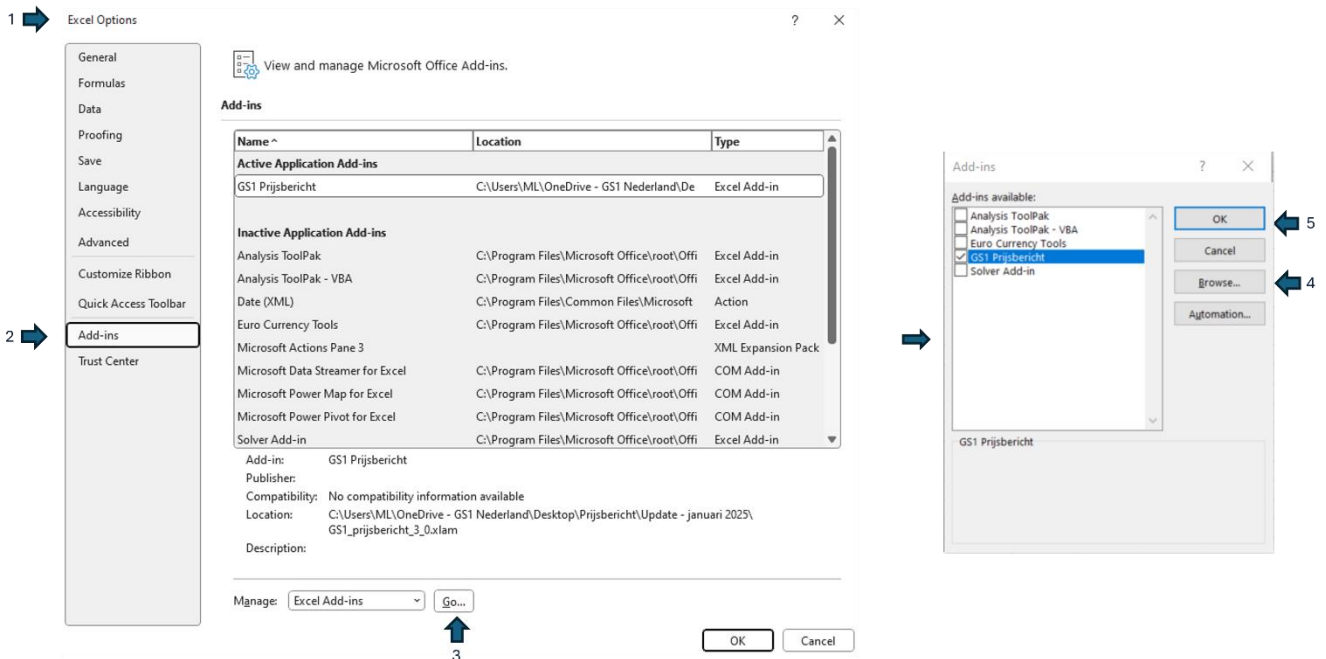 1
Excel Options
?
General
Formulas
Data
Proofing
Save
Language
Accessibility
Advanced
Customize Ribbon
Quick Access Toolbar
2
Add-ins
Trust Center
View and manage Microsoft Office Add-ins.
Add-ins
Name Location Type
Active Application Add-ins
GS1 Prijsbericht C:\Users\ML\OneDrive - GS1 Nederland\De Excel Add-in
Inactive Application Add-ins
Analysis ToolPak C:\Program Files\Microsoft Office\root\Offi Excel Add-in
Analysis ToolPak - VBA C:\Program Files\Microsoft Office\root\Offi Excel Add-in
Date (XML) C:\Program Files\Common Files\Microsoft Action
Euro Currency Tools C:\Program Files\Microsoft Office\root\Offi Excel Add-in
Microsoft Actions Pane 3 XML Expansion Pack
Microsoft Data Streamer for Excel C:\Program Files\Microsoft Office\root\Offi COM Add-in
Microsoft Power Map for Excel C:\Program Files\Microsoft Office\root\Offi COM Add-in
Microsoft Power Pivot for Excel C:\Program Files\Microsoft Office\root\Offi COM Add-in
Solver Add-in C:\Program Files\Microsoft Office\root\Offi Excel Add-in
Add-in: GS1 Prijsbericht
Publisher:
Compatibility: No compatibility information available
Location: C:\Users\ML\OneDrive - GS1 Nederland\Desktop\Prijsbericht\Update - januari 2025\
GS1_prijsbericht_3_0.xlam
Description:
Manage: Excel Add-ins Go...
3
OK Cancel
Add-ins ?
Add-ins available:
Analysis ToolPak
Analysis ToolPak - VBA
Euro Currency Tools
GS1 Prijsbericht
Solver Add-in
OK 5
Cancel
Browse... 4
Automation...
GS1 Prijsbericht